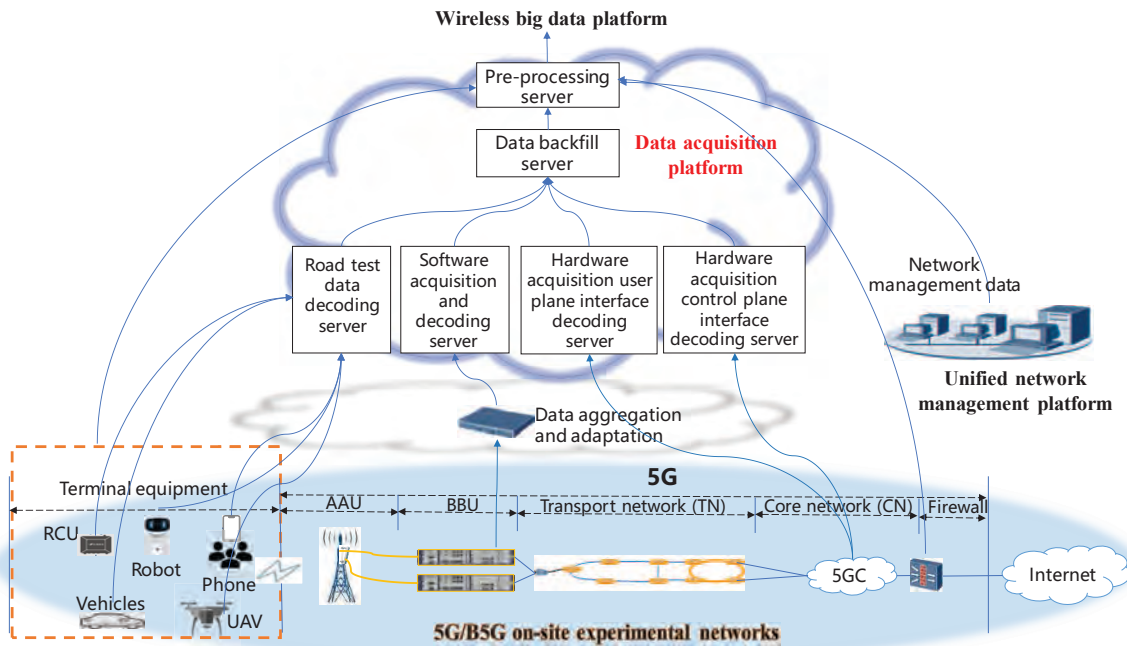 Wireless big data platform
Pre-processing
server
Data backfill
server
Data acquisition
platform
Road test
data
decoding
server
Software
acquisition
and
decoding
server
Hardware
acquisition user
plane interface
decoding
server
Hardware
acquisition
control plane
interface
decoding server
Network
management data
Unified network
management platform
Data aggregation
and adaptation
5G
Terminal equipment
AAU
BBU
Transport network (TN)
Core network (CN)
Firewall
RCU
Robot
Phone
Vehicles
UAV
5GC
Internet
5G/B5G on-site experimental networks